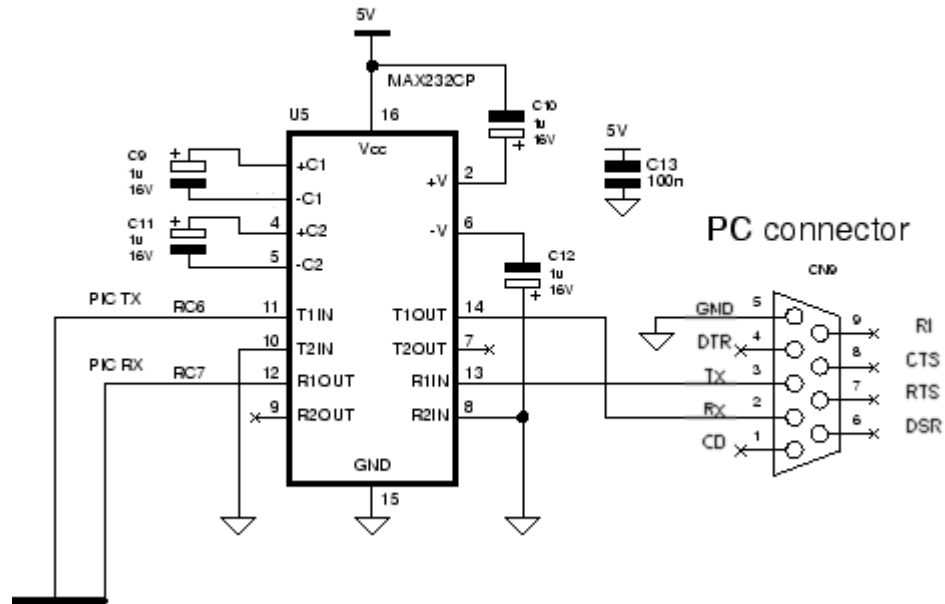 5V
MAX232CP
U5
16
Vcc
C10
1u
16V
C9
1u
16V
+C1
-C1
+V
2
5V
C13
100n
C11
1u
16V
4
+C2
5
-C2
-V
6
C12
1u
16V
PC connector
CN9
PIC TX
RC6
11
T1IN
T1OUT
14
GND
5
9
RI
10
T2IN
T2OUT
7
DTR
4
8
CTS
PIC RX
RC7
12
R1OUT
R1IN
13
TX
3
7
RTS
9
R2OUT
R2IN
8
RX
2
6
DSR
CD
1
GND
15